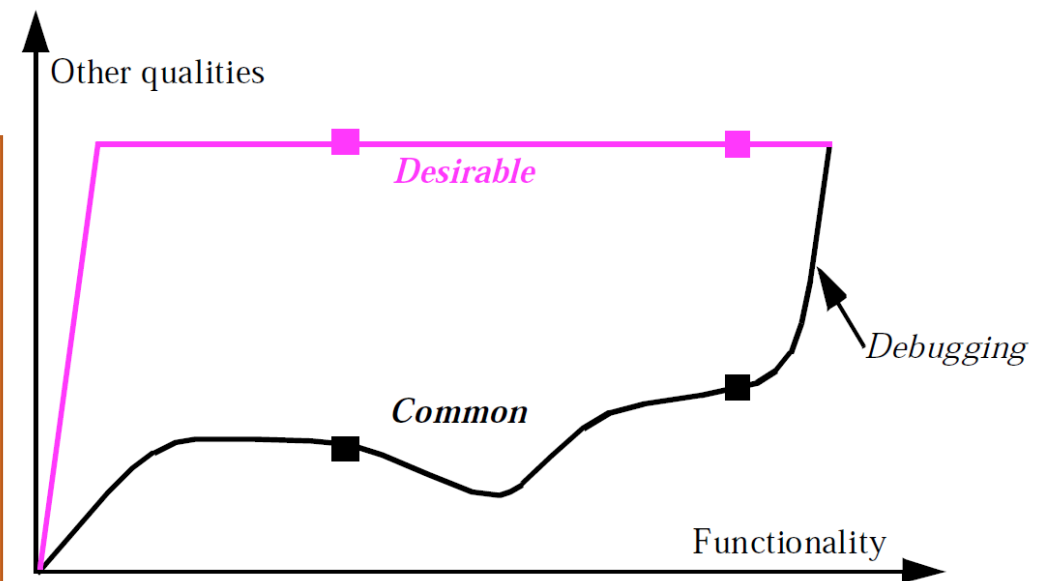 Other qualities
Desirable
Debugging
Common
Functionality